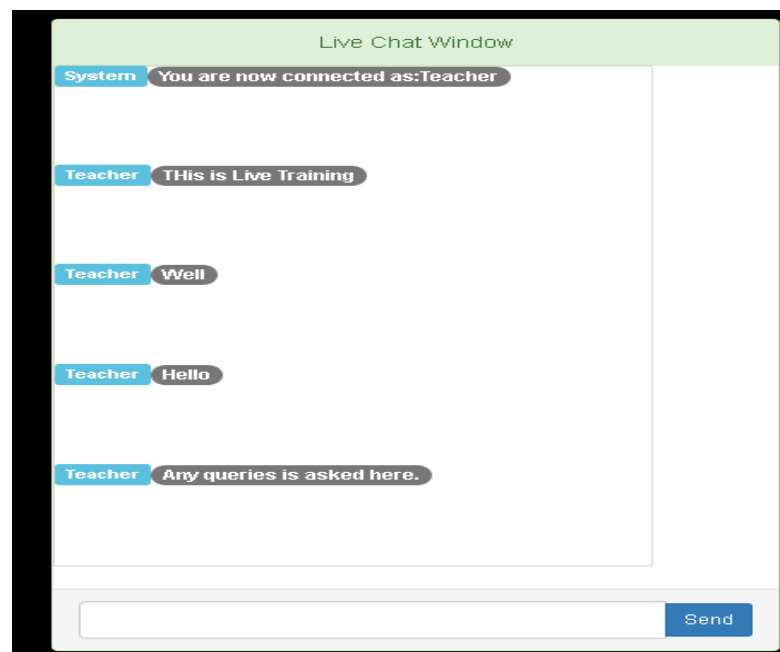 Live Chat Window
System You are now connected as:Teacher
Teacher THis is Live Training
Teacher Well
Teacher Hello
Teacher Any queries is asked here.
Send